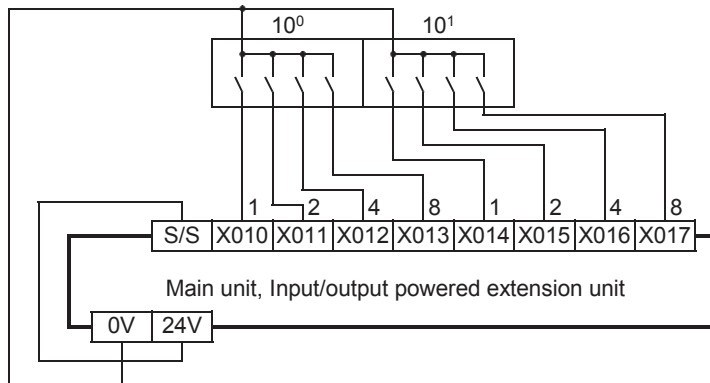 10⁰ 10¹
1 2 4 8 1 2 4 8
S/S X010 X011 X012 X013 X014 X015 X016 X017
Main unit, Input/output powered extension unit
0V 24V